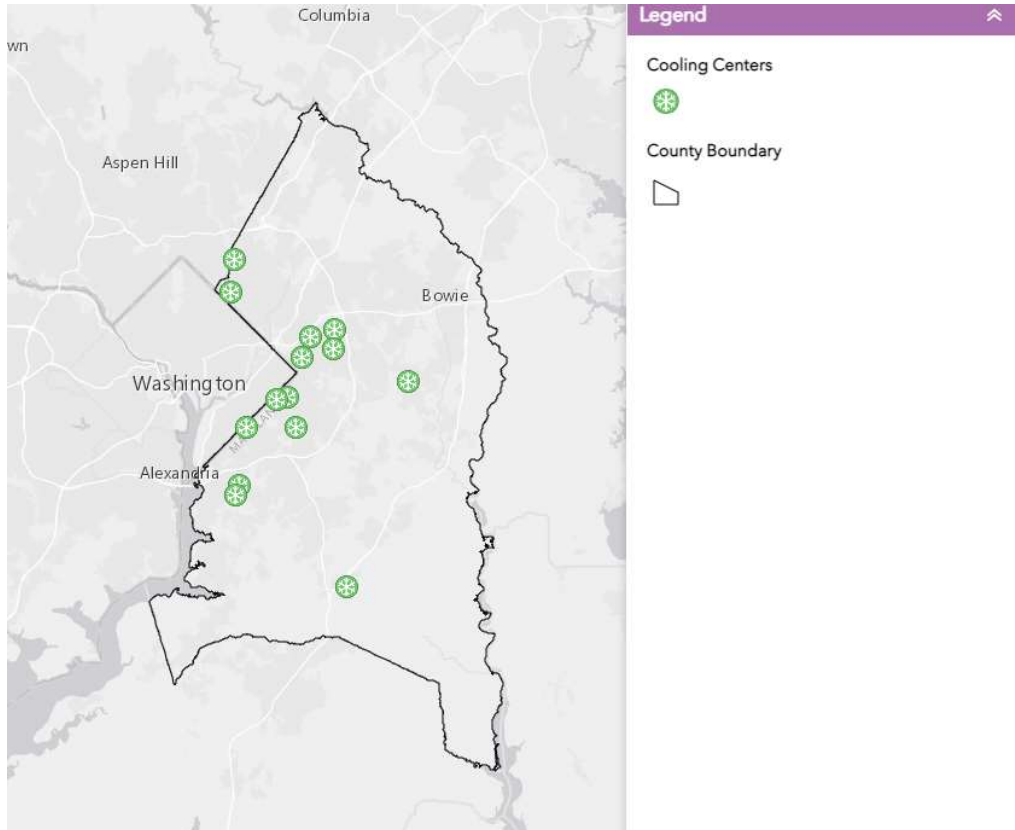 Columbia
wn
Aspen Hill
Bowie
Washington
Alexandria
Legend
Cooling Centers
County Boundary